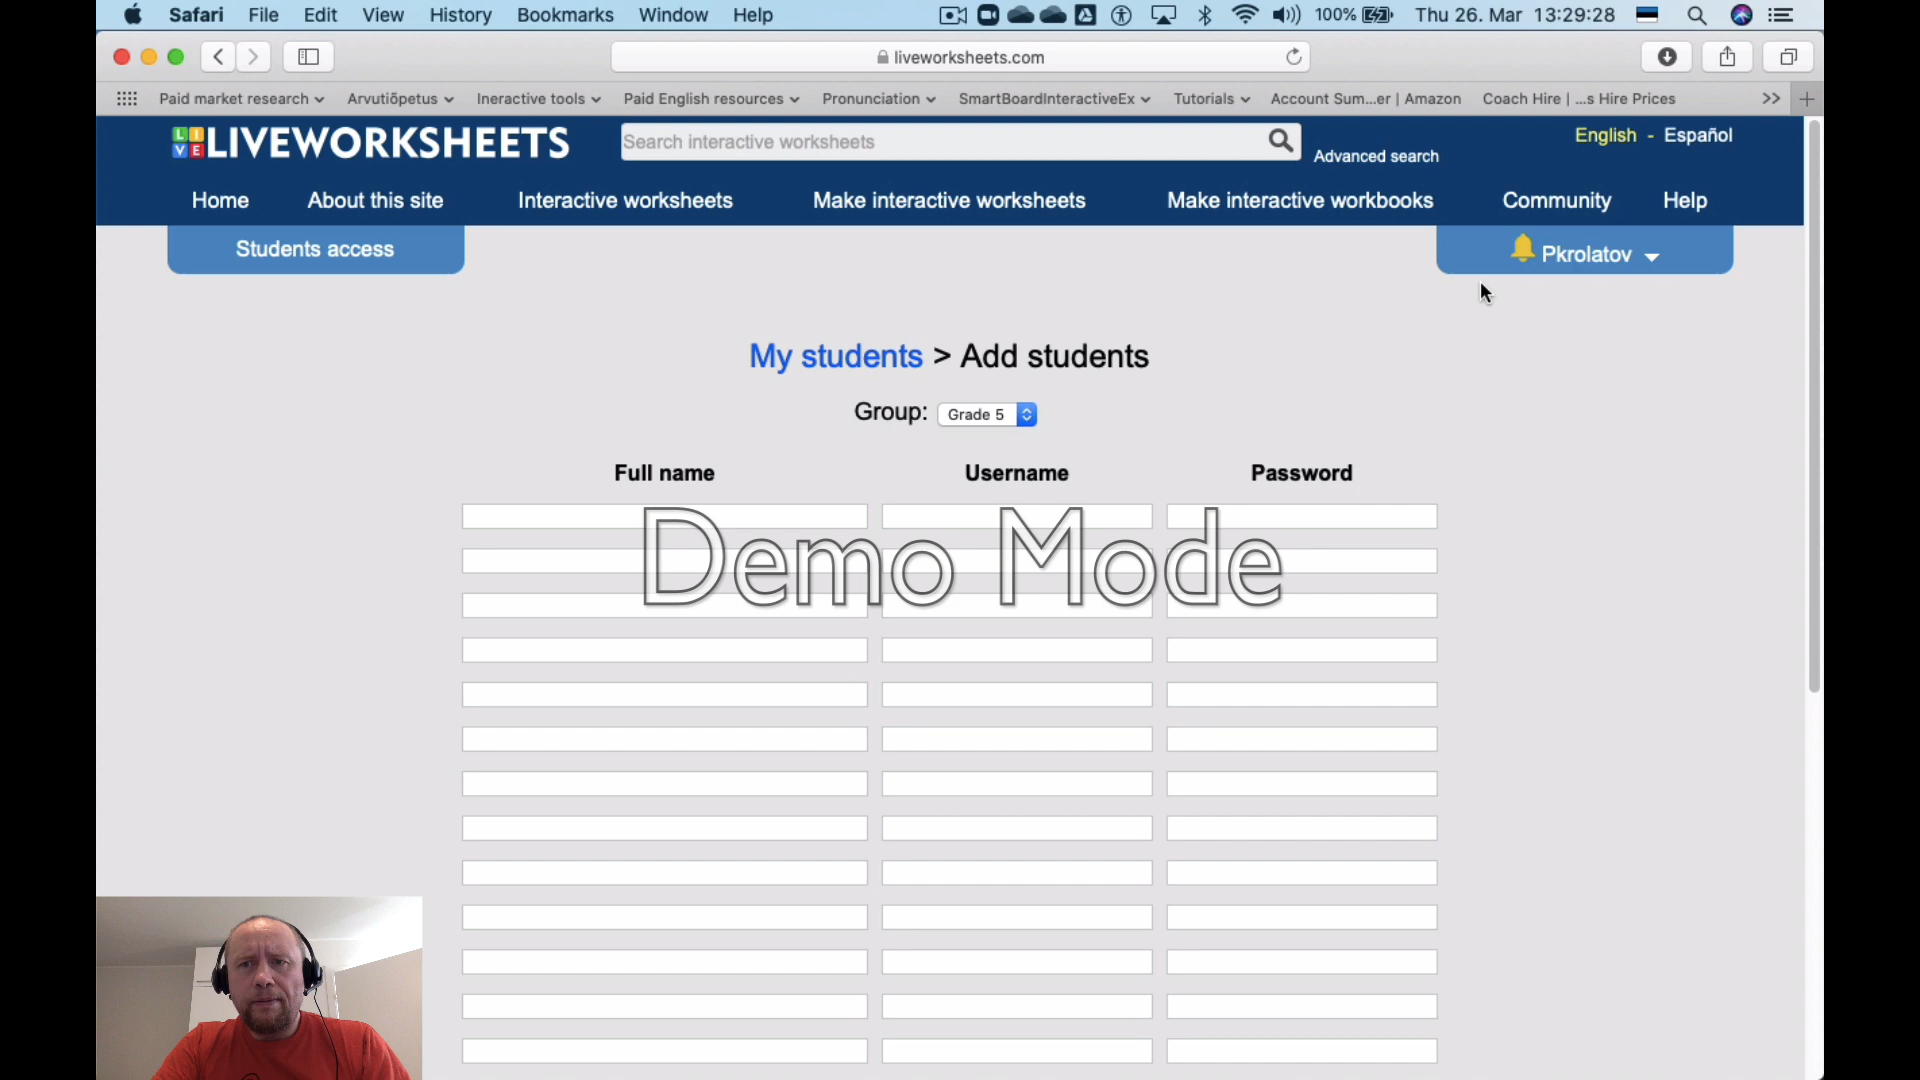 Safari File Edit View History Bookmarks Window Help 100% Thu 26. Mar 13:29:28
liveworksheets.com
Paid market research Arvutiõpetus Ineractive tools Paid English resources Pronunciation SmartBoardInteractiveEx Tutorials Account Sum...er | Amazon Coach Hire | ...s Hire Prices >>
LIVE LIVEWORKSHEETS Search interactive worksheets Advanced search English - Español
Home About this site Interactive worksheets Make interactive worksheets Make interactive workbooks Community Help
Students access Pkrolatov
My students > Add students
Group: Grade 5
Full name Username Password
Demo Mode